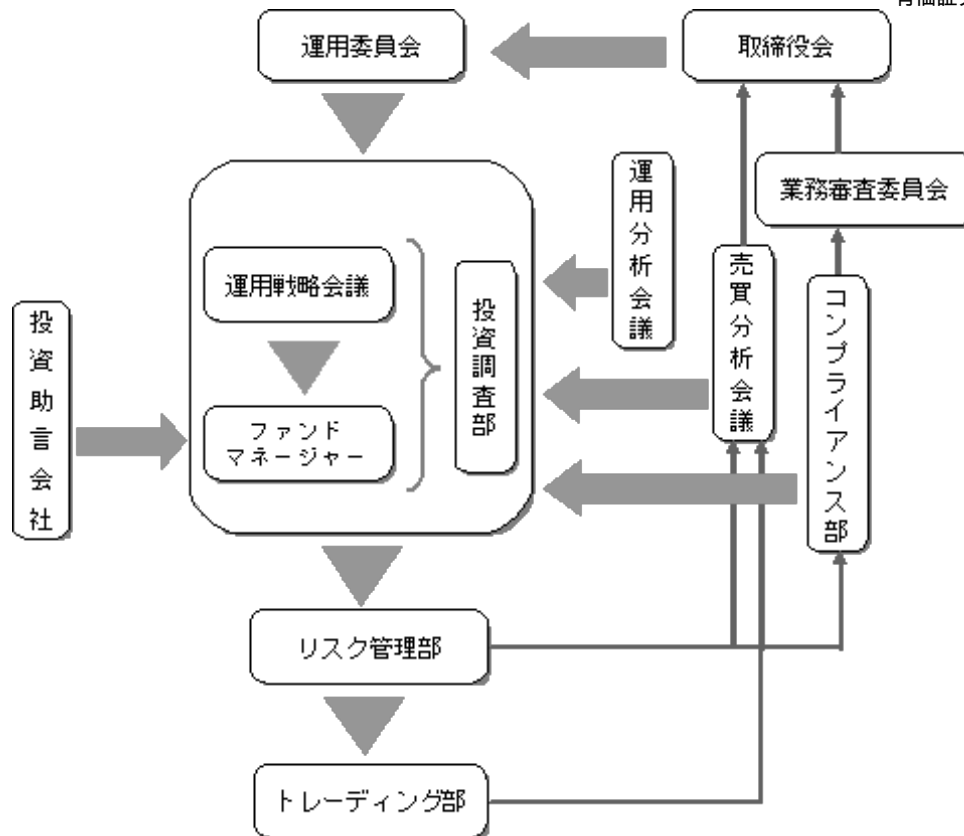 運用委員会
取締役会
運用分析会議
業務審査委員会
運用戦略会議
投資調査部
売買分析会議
コンプライアンス部
投資助言会社
ファンド
マネージャー
リスク管理部
トレーディング部